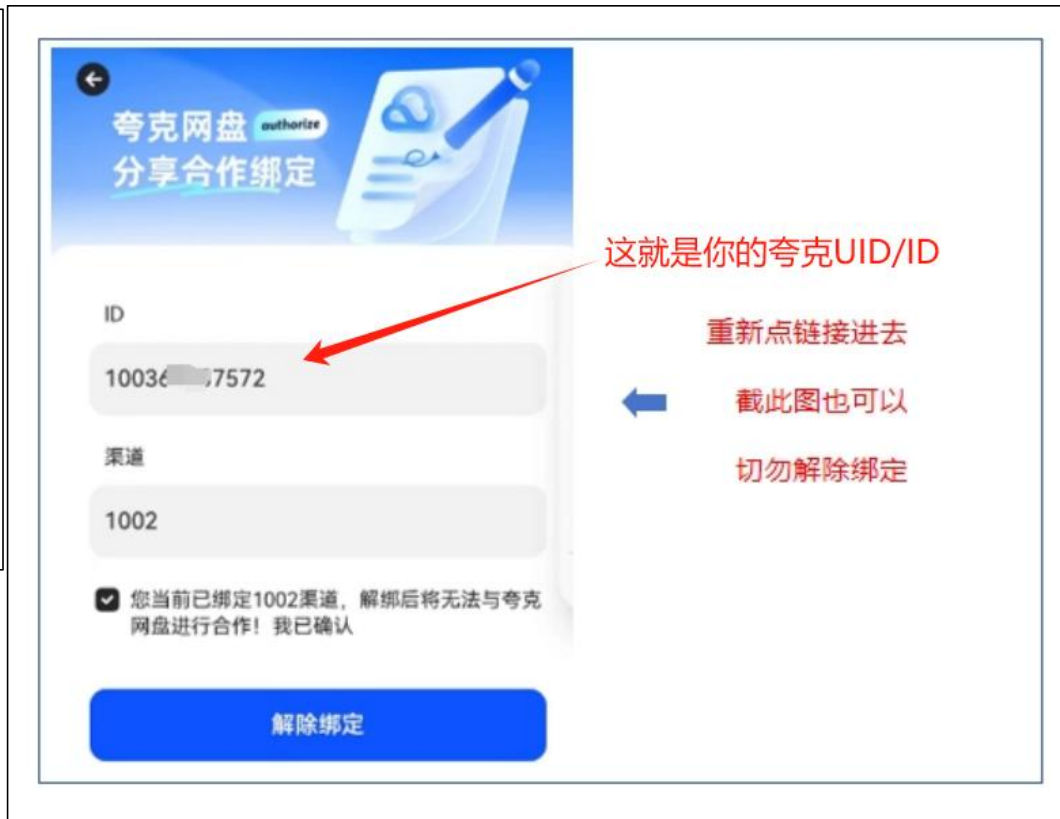 夸克网盘 authorize
分享合作绑定
这就是你的夸克UID/ID
ID
重新点链接进去
10036 7572
截此图也可以
渠道
切勿解除绑定
1002
您当前已绑定1002渠道，解绑后将无法与夸克
网盘进行合作！我已确认
解除绑定